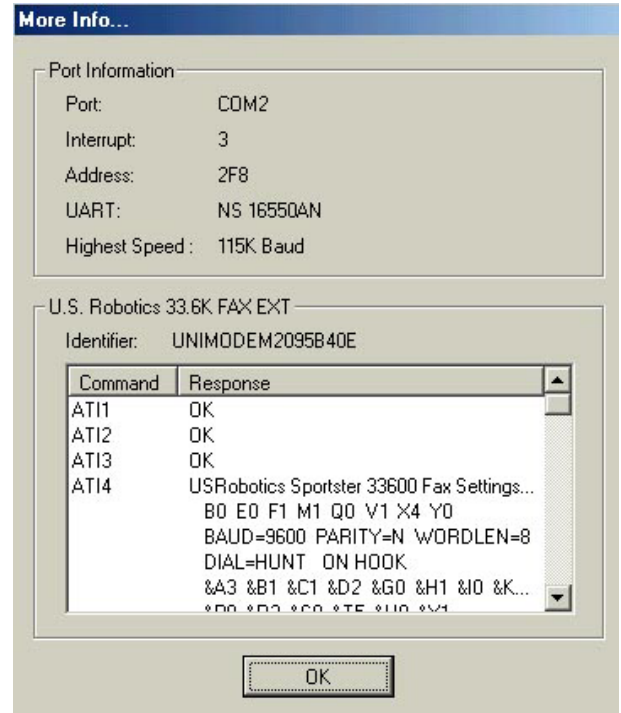 More Info...
Port Information
Port: COM2
Interrupt: 3
Address: 2F8
UART: NS 16550AN
Highest Speed : 115K Baud
U.S. Robotics 33.6K FAX EXT
Identifier: UNIMODEM2095B40E
Command Response
ATI1 OK
ATI2 OK
ATI3 OK
ATI4 USRobotics Sportster 33600 Fax Settings...
B0 E0 F1 M1 Q0 V1 X4 Y0
BAUD=9600 PARITY=N WORDLEN=8
DIAL=HUNT ON HOOK
&A3 &B1 &C1 &D2 &G0 &H1 &I0 &K...
OK